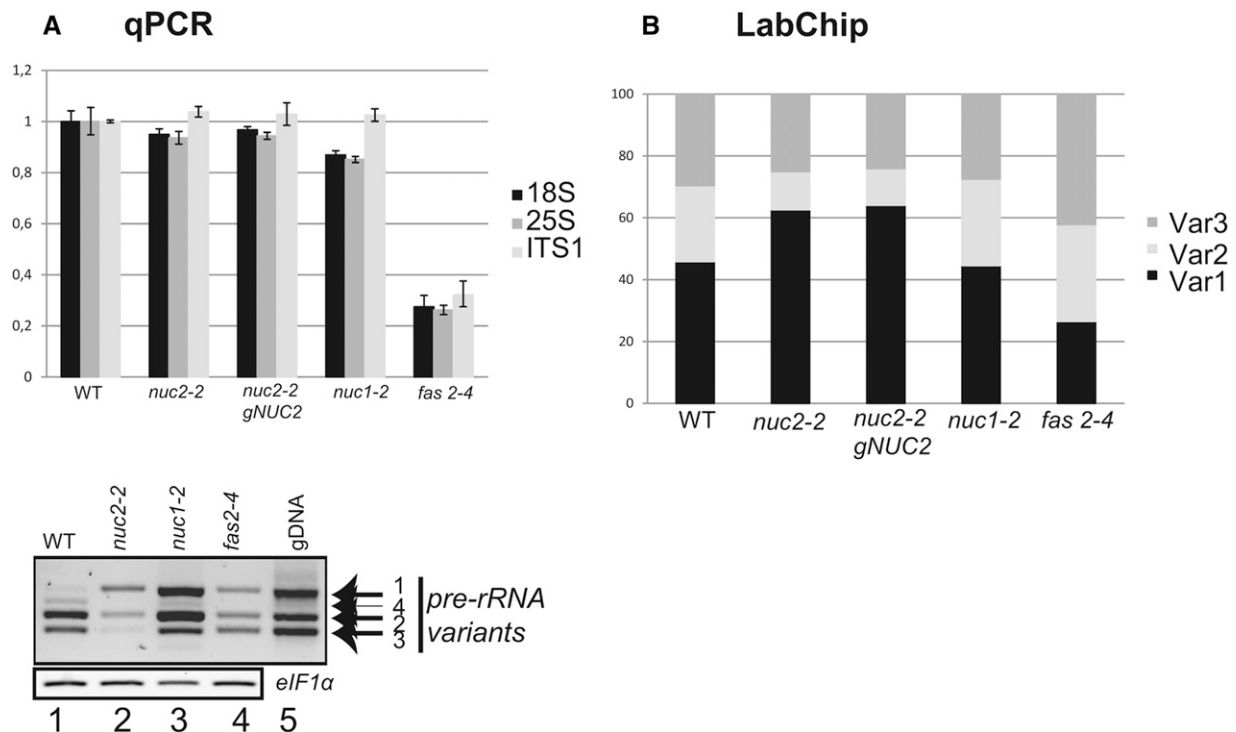 A qPCR
1,2
1
0,8
0,6
0,4
0,2
0
WT nuc2-2 nuc2-2 gNUC2 nuc1-2 fas 2-4
18S
25S
ITS1
B LabChip
100
80
60
40
20
0
WT nuc2-2 nuc2-2 gNUC2 nuc1-2 fas 2-4
Var3
Var2
Var1
WT nuc2-2 nuc1-2 fas2-4 gDNA
1
4
2
3
pre-rRNA
variants
eIF1α
1 2 3 4 5